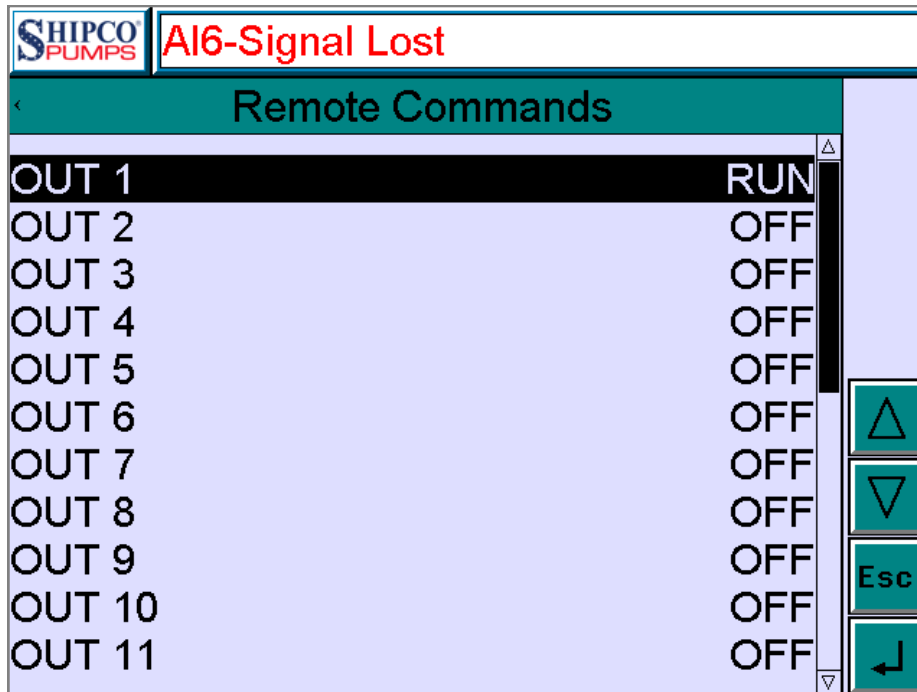 SHIPCO®
PUMPS
AI6-Signal Lost
Remote Commands
OUT 1 RUN
OUT 2 OFF
OUT 3 OFF
OUT 4 OFF
OUT 5 OFF
OUT 6 OFF
OUT 7 OFF
OUT 8 OFF
OUT 9 OFF
OUT 10 OFF
OUT 11 OFF
Esc